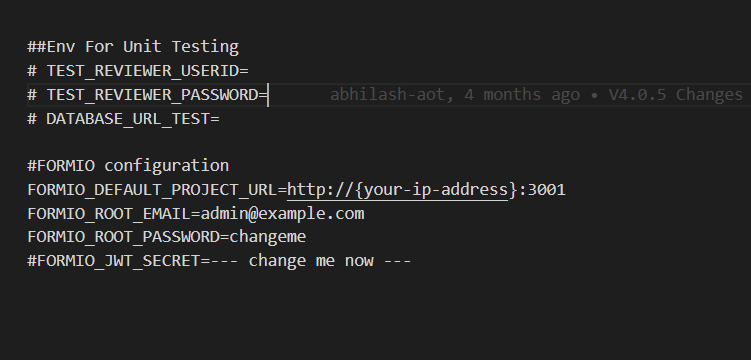 ##Env For Unit Testing
# TEST_REVIEWER_USERID=
# TEST_REVIEWER_PASSWORD= abhilash-aot, 4 months ago • V4.0.5 Changes
# DATABASE_URL_TEST=
#FORMIO configuration
FORMIO_DEFAULT_PROJECT_URL=http://{your-ip-address}:3001
FORMIO_ROOT_EMAIL=admin@example.com
FORMIO_ROOT_PASSWORD=changeme
#FORMIO_JWT_SECRET=--- change me now ---